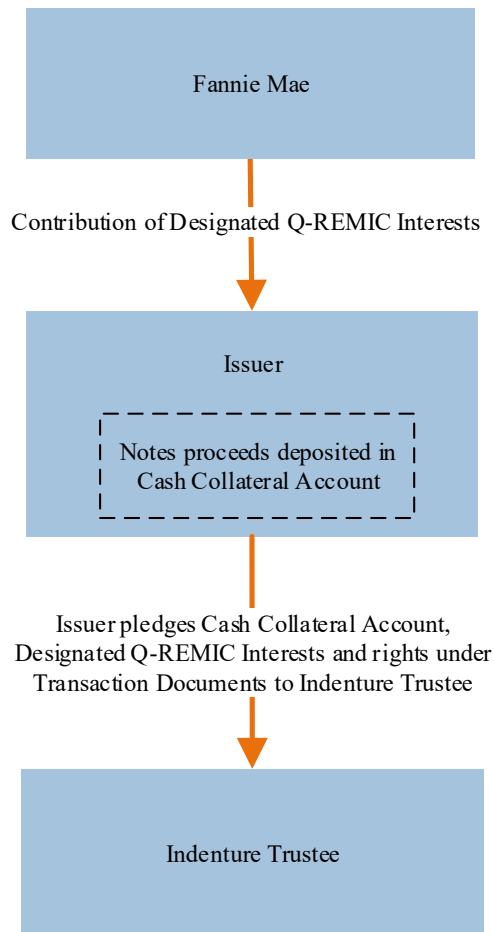 Fannie Mae
Contribution of Designated Q-REMIC Interests
Issuer
Notes proceeds deposited in
Cash Collateral Account
Issuer pledges Cash Collateral Account,
Designated Q-REMIC Interests and rights under
Transaction Documents to Indenture Trustee
Indenture Trustee